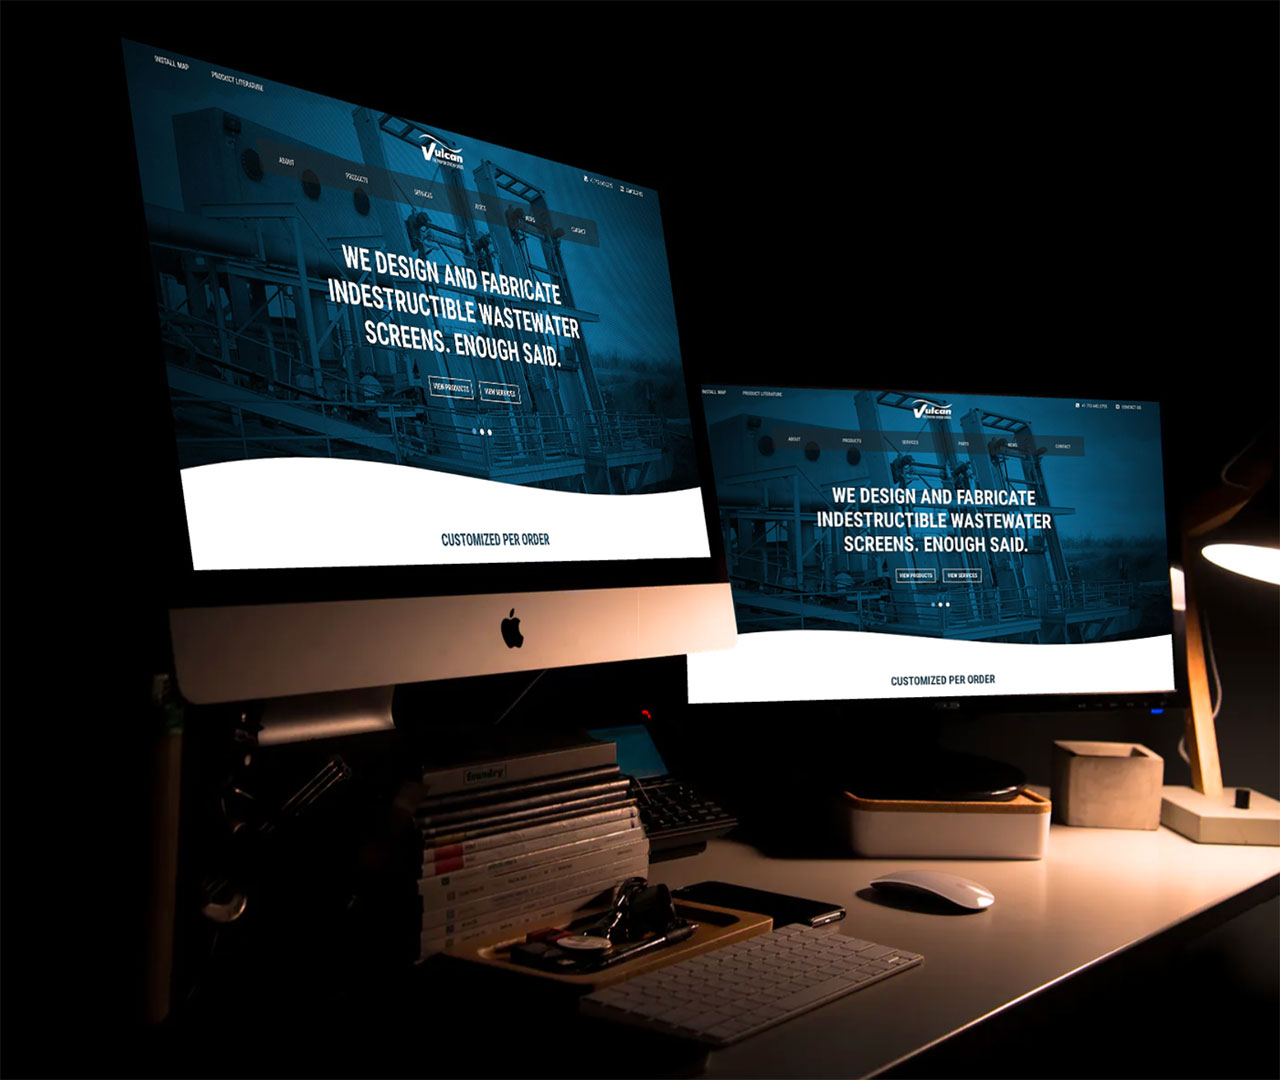 INSTALL MAP
PRODUCT LITERATURE
Vulcan
ABOUT
PRODUCTS
SERVICES
PARTS
NEWS
CONTACT
WE DESIGN AND FABRICATE
INDESTRUCTIBLE WASTEWATER
SCREENS. ENOUGH SAID.
VIEW PRODUCTS
VIEW SERVICES
CUSTOMIZED PER ORDER
INSTALL MAP
PRODUCT LITERATURE
Vulcan
CONTACT US
ABOUT
PRODUCTS
SERVICES
PARTS
NEWS
CONTACT
WE DESIGN AND FABRICATE
INDESTRUCTIBLE WASTEWATER
SCREENS. ENOUGH SAID.
VIEW PRODUCTS
VIEW SERVICES
CUSTOMIZED PER ORDER
foundry